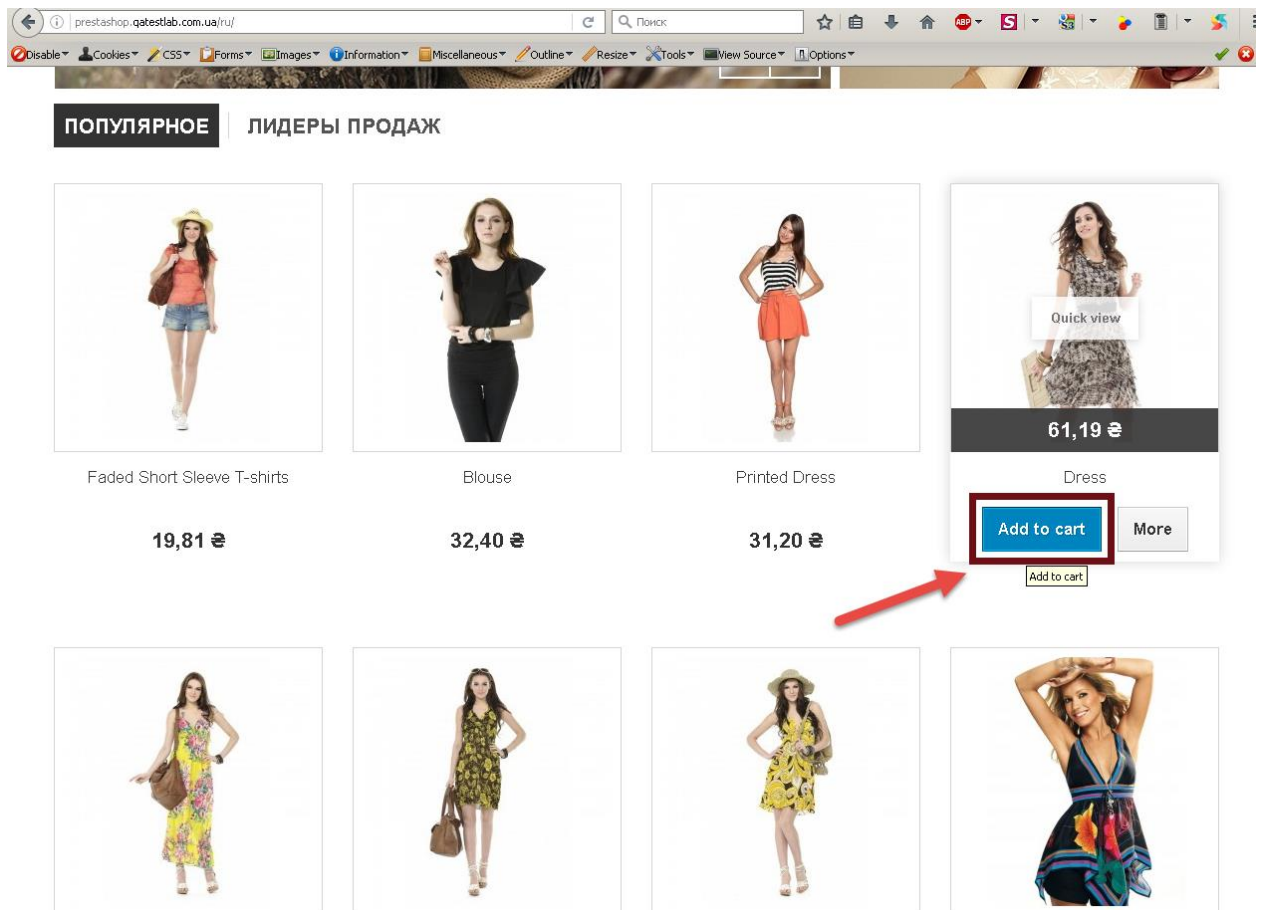 prestashop.qatestlab.com.ua/ru/
Поиск
ABP
S
S3
Disable Cookies CSS Forms Images Information Miscellaneous Outline Resize Tools View Source Options
ПОПУЛЯРНОЕ ЛИДЕРЫ ПРОДАЖ
Quick view
61,19 ₴
Faded Short Sleeve T-shirts
Blouse
Printed Dress
Dress
19,81 ₴
32,40 ₴
31,20 ₴
Add to cart
More
Add to cart